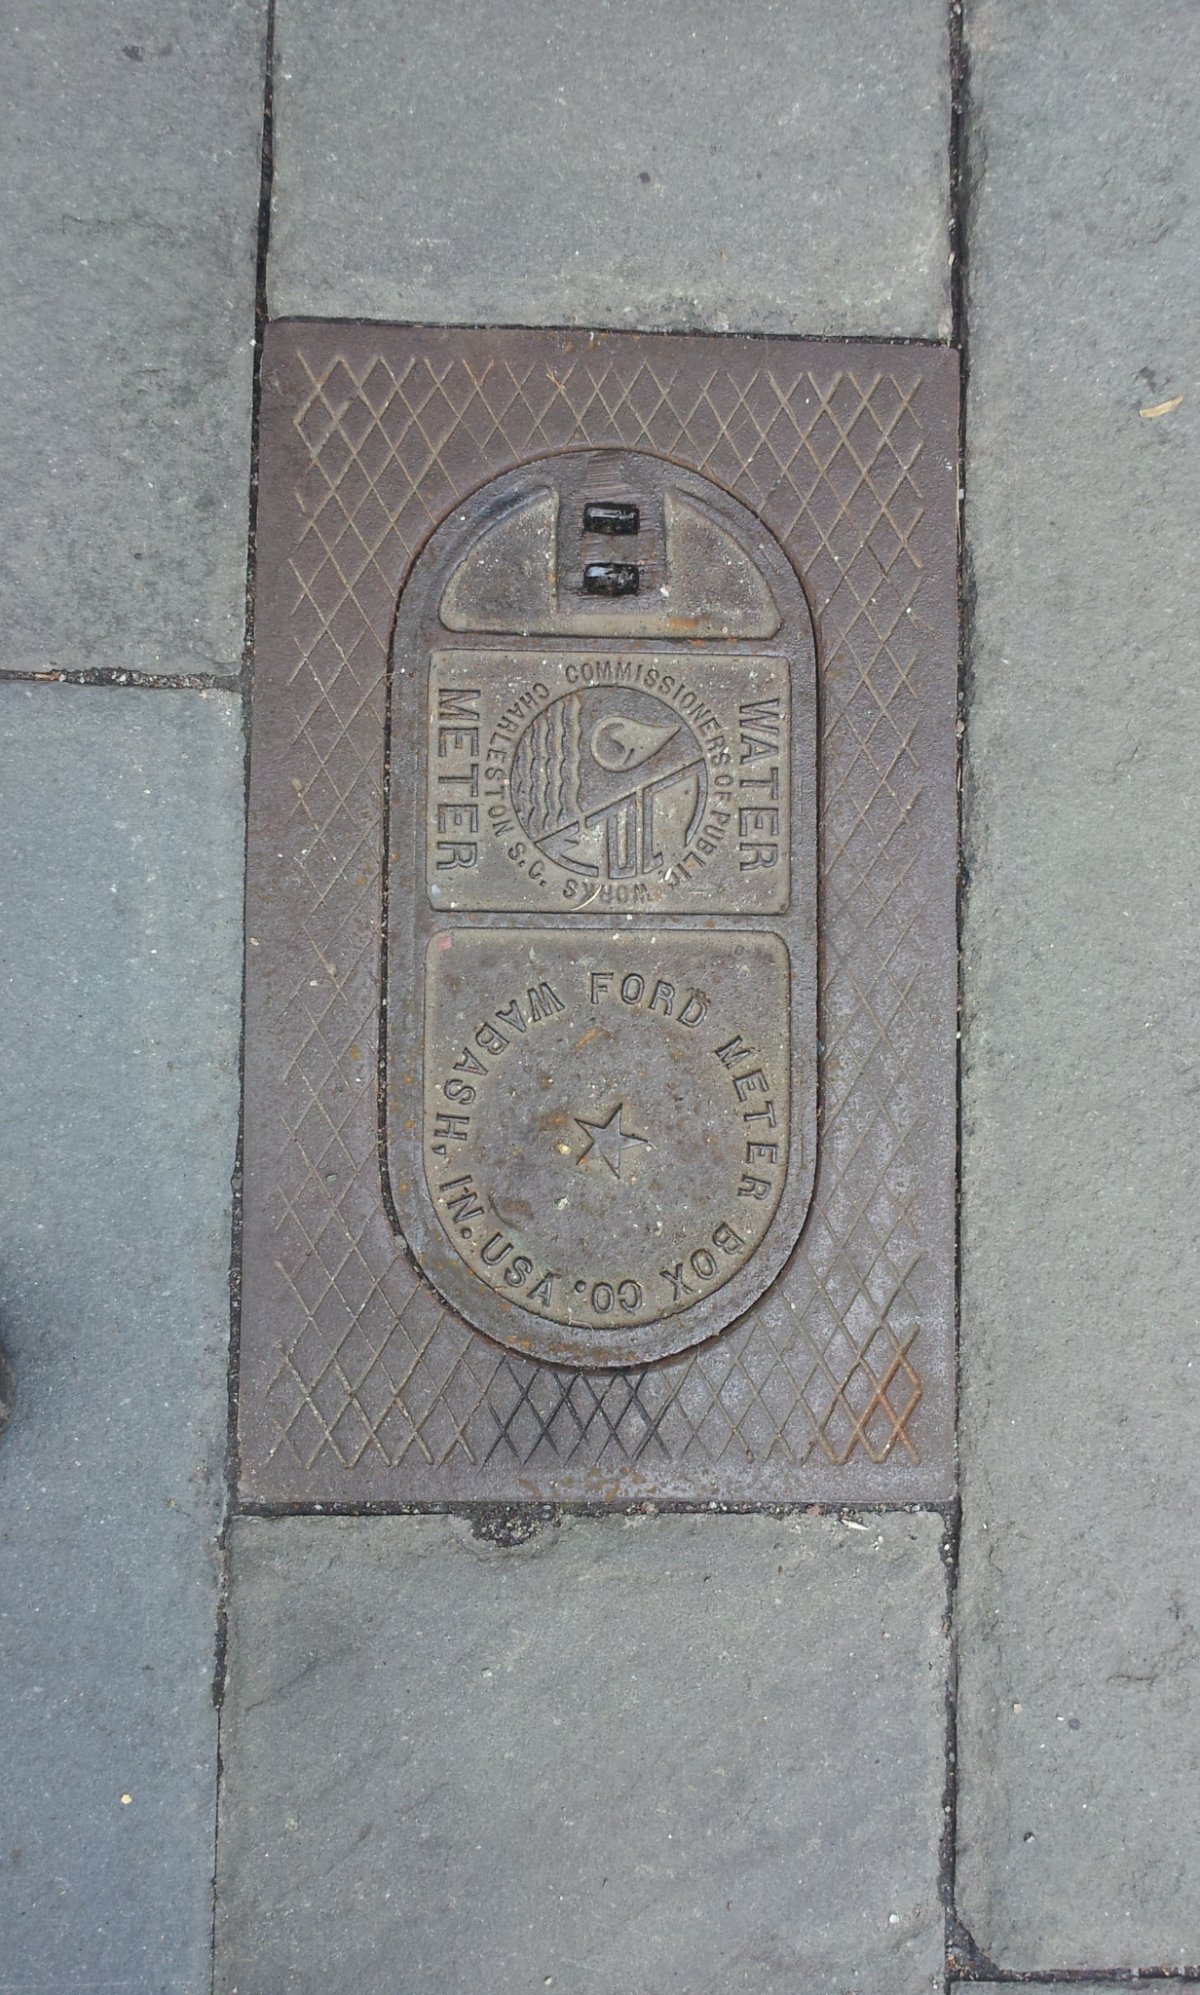 WATER
COMMISSIONERS OF PUBLIC WORKS
CHARLESTON S.C.
METER
FORD METER BOX CO.
WABASH, IN. USA